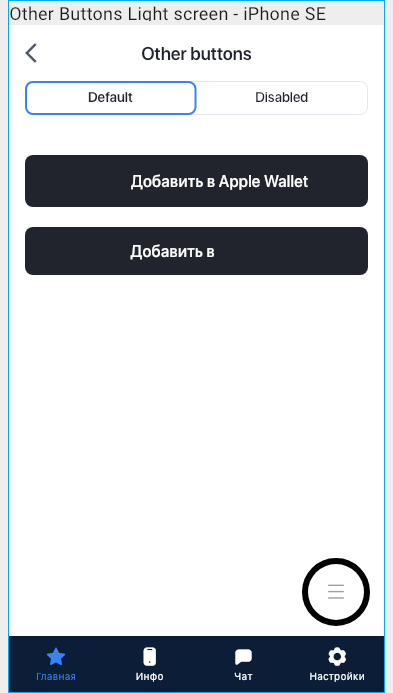 Other Buttons Light screen - iPhone SE
Other buttons
Default Disabled
Добавить в Apple Wallet
Добавить в
Главная Инфо Чат Настройки